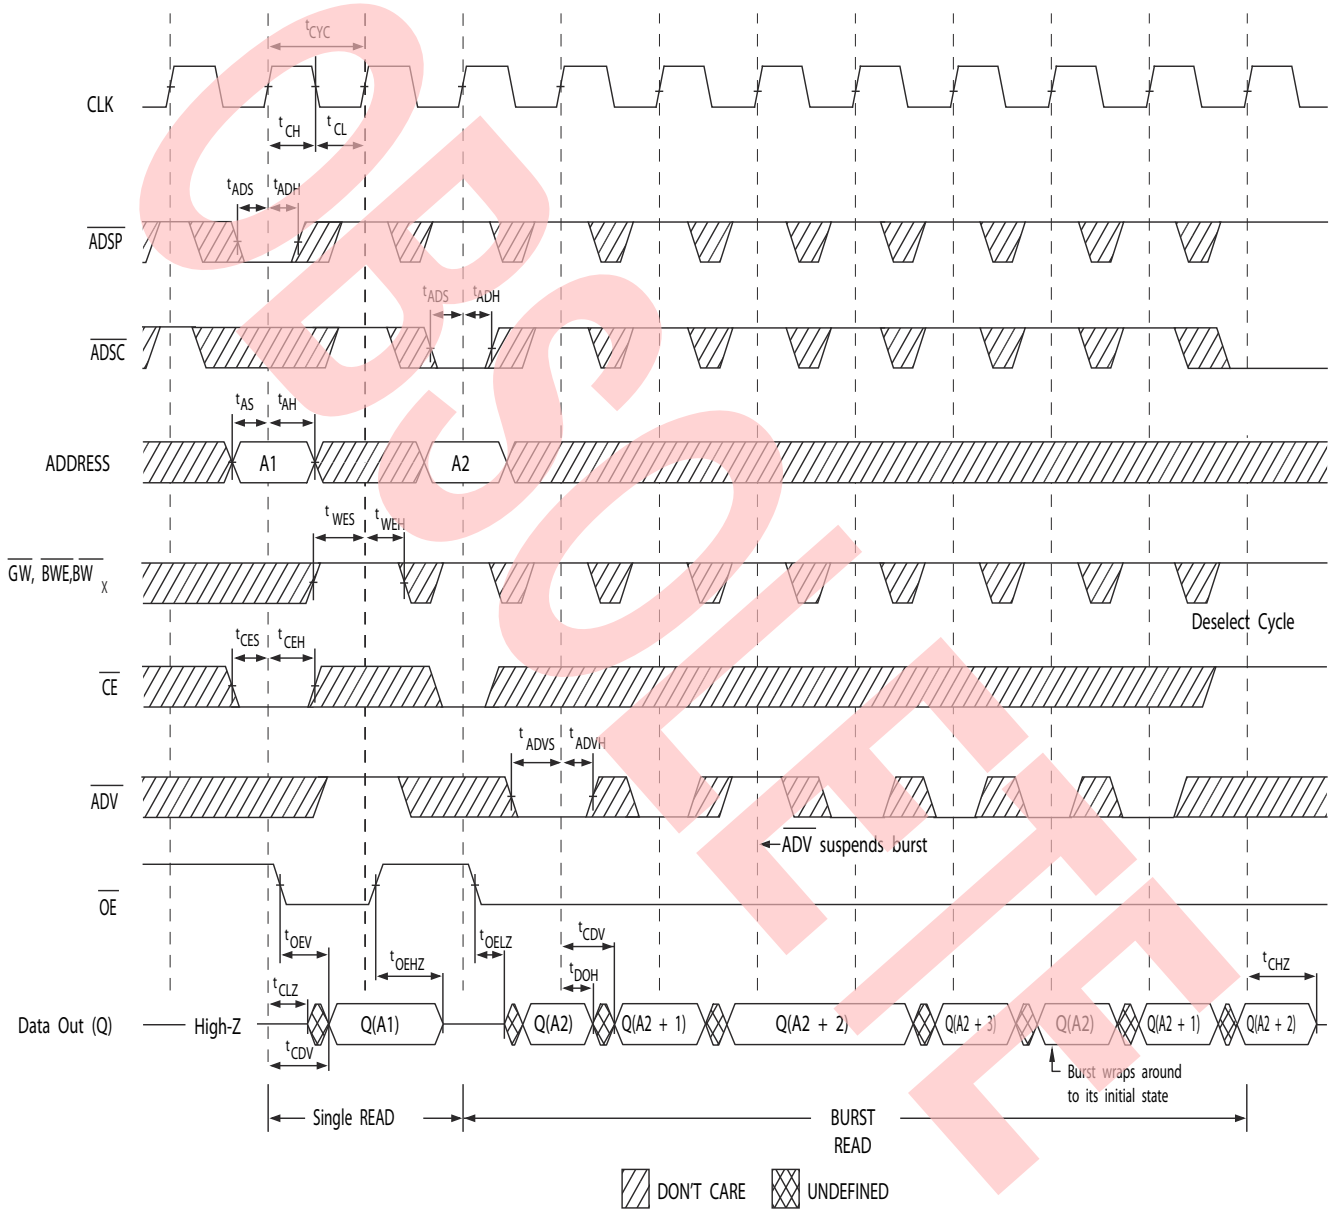 tCYC
CLK
tCH
tCL
tADS
tADH
ADSP
tADS
tADH
ADSC
tAS
tAH
ADDRESS
A1
A2
tWES
tWEH
GW, BWE,BW X
Deselect Cycle
tCES
tCEH
CE
tADVS
tADVH
ADV
ADV suspends burst
OE
tOEV
tOEHZ
tOELZ
tCDV
tDOH
tCHZ
tCLZ
Data Out (Q)
High-Z
Q(A1)
Q(A2)
Q(A2 + 1)
Q(A2 + 2)
Q(A2 + 3)
Q(A2)
Q(A2 + 1)
Q(A2 + 2)
tCDV
Burst wraps around
to its initial state
Single READ
BURST
READ
DON'T CARE
UNDEFINED
OBSOLETE